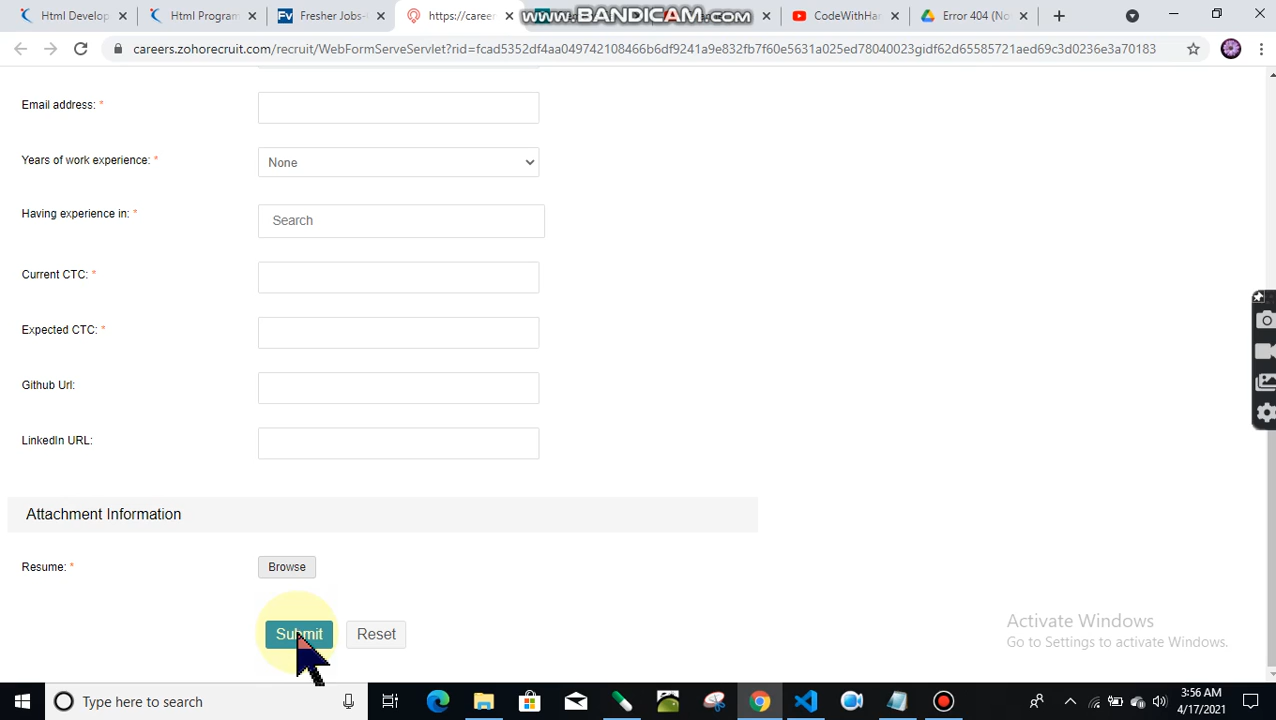 Html Develop
Html Program
Fresher Jobs-
https://caree
www.BANDICAM.com
CodeWithHar
Error 404 (No
careers.zohorecruit.com/recruit/WebFormServeServlet?rid=fcad5352df4aa049742108466b6df9241a9e832fb7f60e5631a025ed78040023gidf62d65585721aed69c3d0236e3a70183
Email address: *
Years of work experience: *
None
Having experience in: *
Search
Current CTC: *
Expected CTC: *
Github Url:
LinkedIn URL:
Attachment Information
Resume: *
Browse
Submit
Reset
Activate Windows
Go to Settings to activate Windows.
Type here to search
3:56 AM
4/17/2021